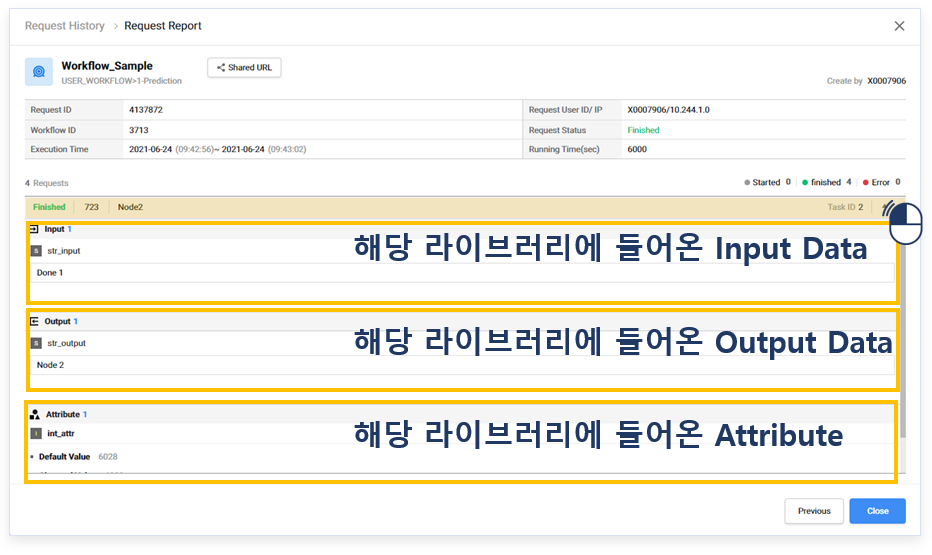 Request History > Request Report
Workflow_Sample
USER_WORKFLOW>1-Prediction
Shared URL
Create by X0007906
Request ID 4137872 Request User ID/ IP X0007906/10.244.1.0
Workflow ID 3713 Request Status Finished
Execution Time 2021-06-24 (09:42:56)~ 2021-06-24 (09:43:02) Running Time(sec) 6000
4 Requests Started 0 finished 4 Error 0
Finished 723 Node2 Task ID 2
Input 1
해당 라이브러리에 들어온 Input Data
S str_input
Done 1
Output 1
해당 라이브러리에 들어온 Output Data
S str_output
Node 2
Attribute 1
해당 라이브러리에 들어온 Attribute
I int_attr
Default Value 6028
Previous Close